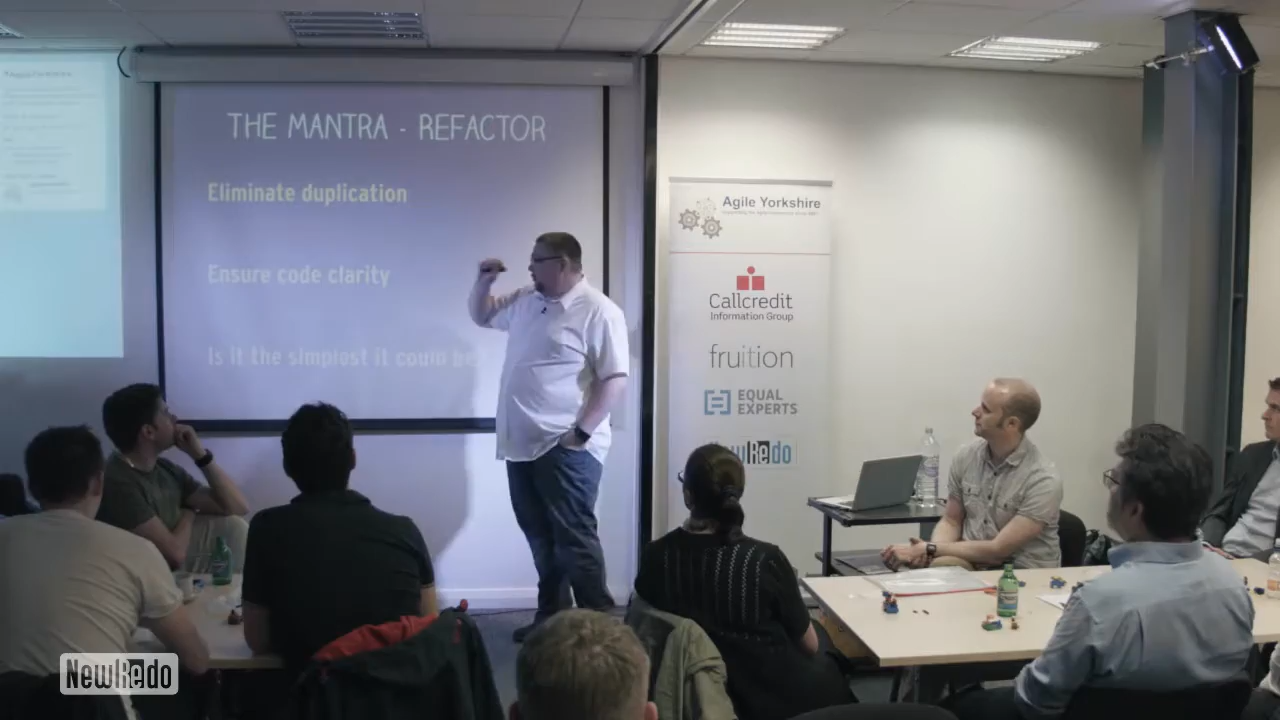 THE MANTRA - REFACTOR
Eliminate duplication
Ensure code clarity
Is it the simplest it could be
Agile Yorkshire
Callcredit
Information Group
fruition
EQUAL
EXPERTS
NewRedo
NewRedo